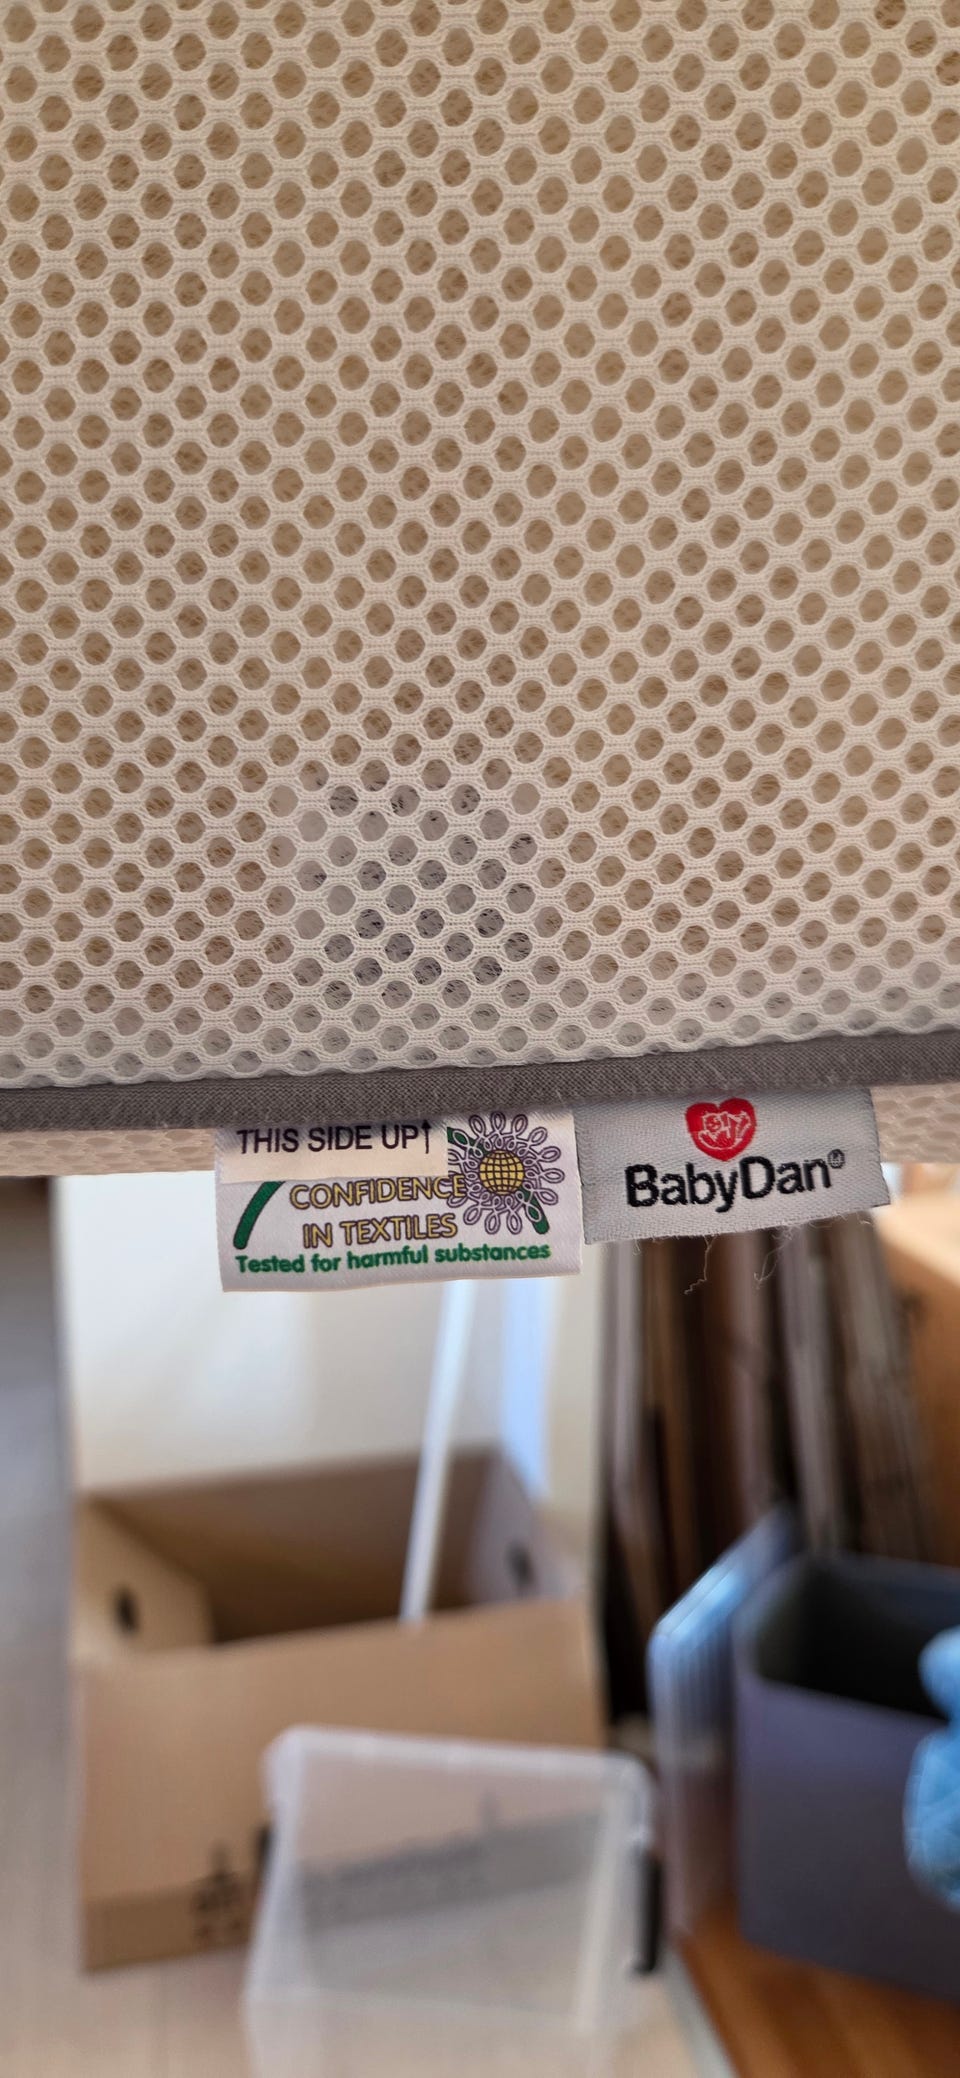 THIS SIDE UP↑
CONFIDENCE
IN TEXTILES
Tested for harmful substances
BabyDan®